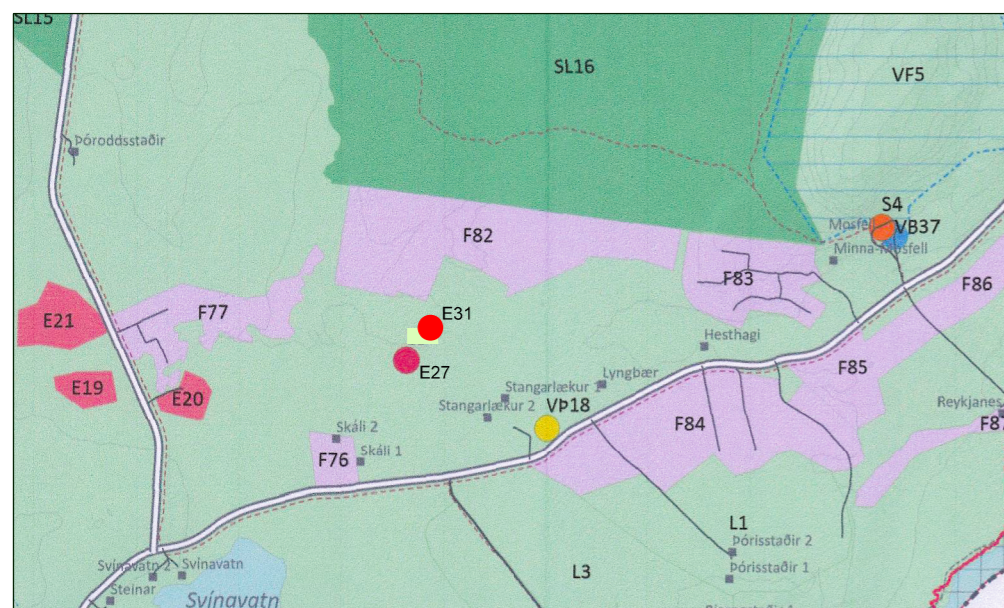 SL15
SL16
VF5
Þóroddsstaðir
S4
Mosfell
VB37
F82
Minna-Mosfell
F83
F86
F77
E31
E21
Hesthagi
E27
F85
E19
E20
Lyngbær
Stangarlækur 1
Stangarlækur 2
VÞ18
Reykjanes
F84
F87
Skáli 2
F76
Skáli 1
L1
Þórisstaðir 2
L3
Þórisstaðir 1
Svínavatn 2
Svínavatn
Steinar
Svínavatn